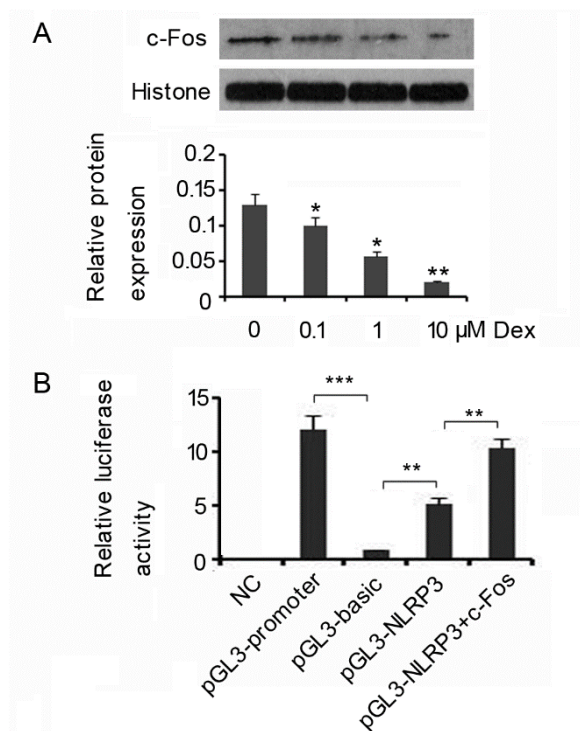 A
c-Fos
Histone
Relative protein
expression
0.2
0.15
0.1
0.05
0
*
*
**
0 0.1 1 10 µM Dex
B
Relative luciferase
activity
15
10
5
0
***
**
**
NC
pGL3-promoter
pGL3-basic
pGL3-NLRP3
pGL3-NLRP3+c-Fos